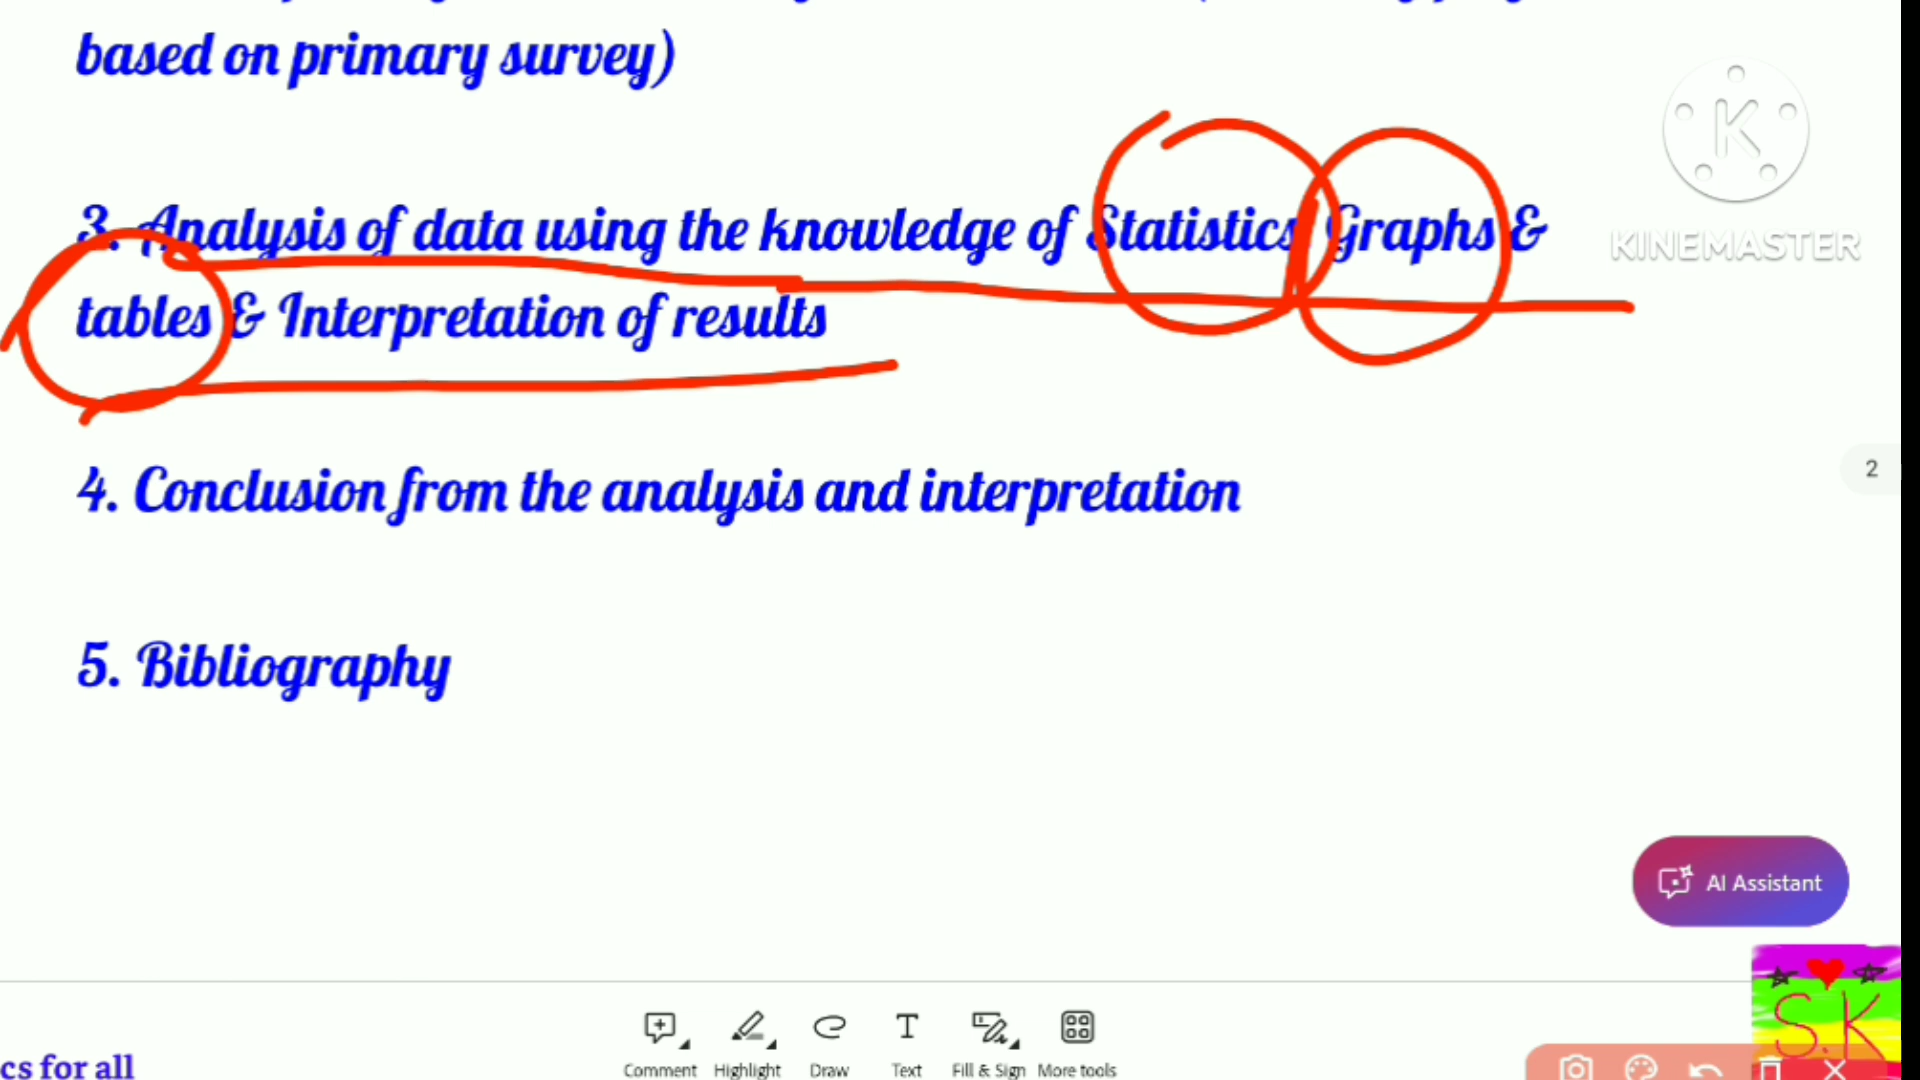 based on primary survey)
K
3. Analysis of data using the knowledge of Statistics Graphs &
KINEMASTER
tables & Interpretation of results
2
4. Conclusion from the analysis and interpretation
5. Bibliography
AI Assistant
S.K
Comment Highlight Draw Text Fill & Sign More tools
cs for all